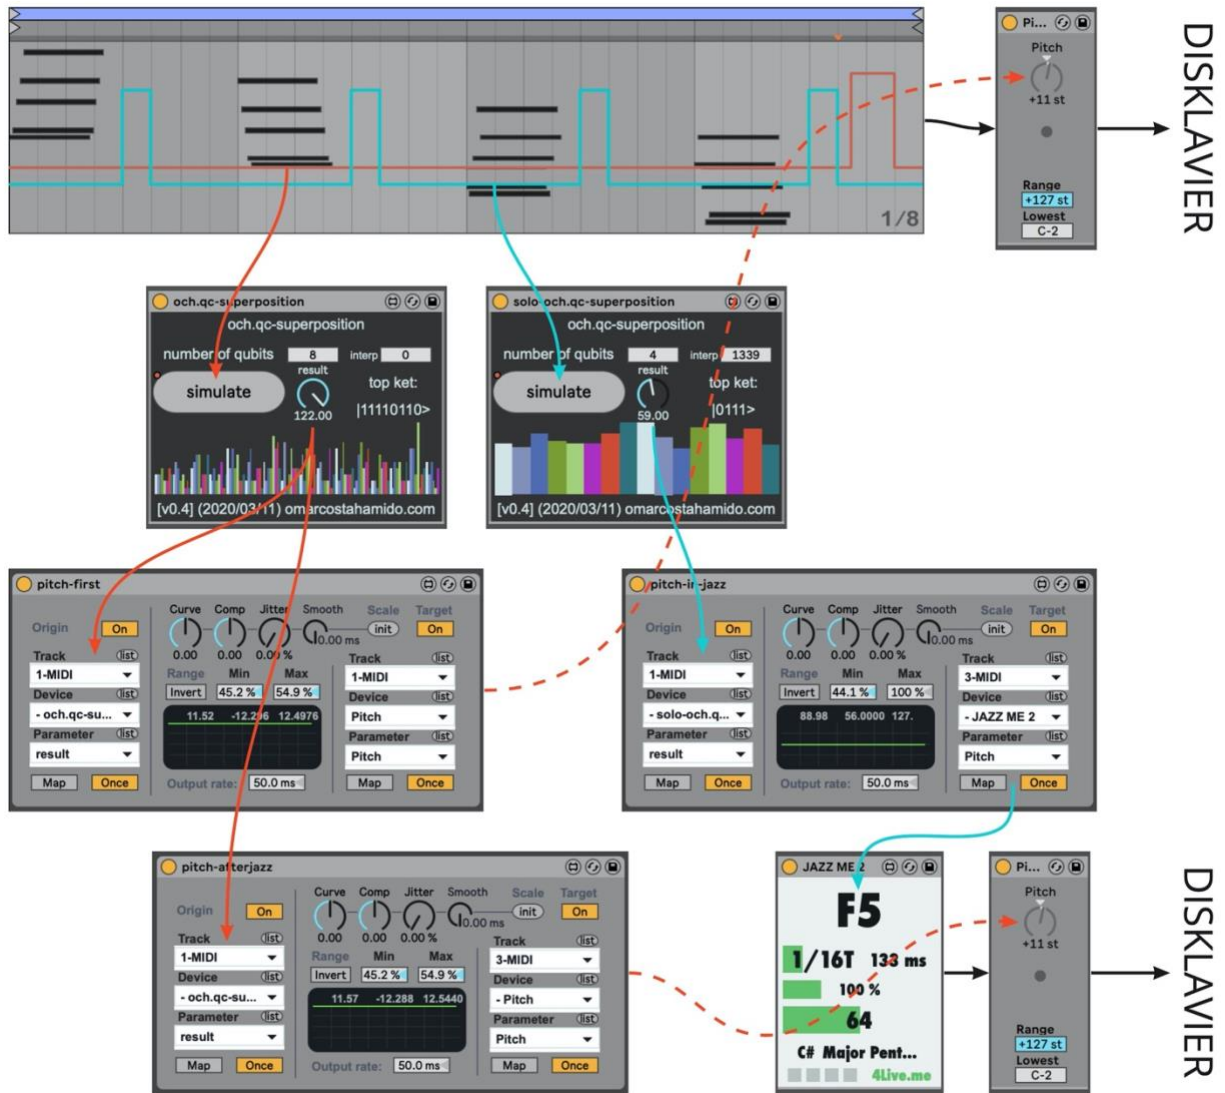 1/8
Pi...
Pitch
+11 st
Range
+127 st
Lowest
C-2
DISKLAVIER
och.qc-superposition
och.qc-superposition
number of qubits 8 interp 0
simulate
result
122.00
top ket:
|11110110>
[v0.4] (2020/03/11) omarcostahamido.com
solo-och.qc-superposition
och.qc-superposition
number of qubits 4 interp 1339
simulate
result
59.00
top ket:
|0111>
[v0.4] (2020/03/11) omarcostahamido.com
pitch-first
Origin On
Track list
1-MIDI
Device list
- och.qc-su...
Parameter list
result
Map Once
Curve Comp Jitter Smooth Scale Target
0.00 0.00 0.00 % 0.00 ms init On
Range Min Max
Invert 45.2 % 54.9 %
11.52 -12.296 12.4976
Output rate: 50.0 ms
Track list
1-MIDI
Device list
Pitch
Parameter list
Pitch
Map Once
pitch-in-jazz
Origin On
Track list
1-MIDI
Device list
- solo-och.q...
Parameter list
result
Map Once
Curve Comp Jitter Smooth Scale Target
0.00 0.00 0.00 % 0.00 ms init On
Range Min Max
Invert 44.1 % 100 %
88.98 56.0000 127.
Output rate: 50.0 ms
Track list
3-MIDI
Device list
- JAZZ ME 2
Parameter list
Pitch
Map Once
pitch-afterjazz
Origin On
Track list
1-MIDI
Device list
- och.qc-su...
Parameter list
result
Map Once
Curve Comp Jitter Smooth Scale Target
0.00 0.00 0.00 % 0.00 ms init On
Range Min Max
Invert 45.2 % 54.9 %
11.57 -12.288 12.5440
Output rate: 50.0 ms
Track list
3-MIDI
Device list
- Pitch
Parameter list
Pitch
Map Once
JAZZ ME 2
F5
1/16T 133 ms
100 %
64
C# Major Pent...
4Live.me
Pi...
Pitch
+11 st
Range
+127 st
Lowest
C-2
DISKLAVIER